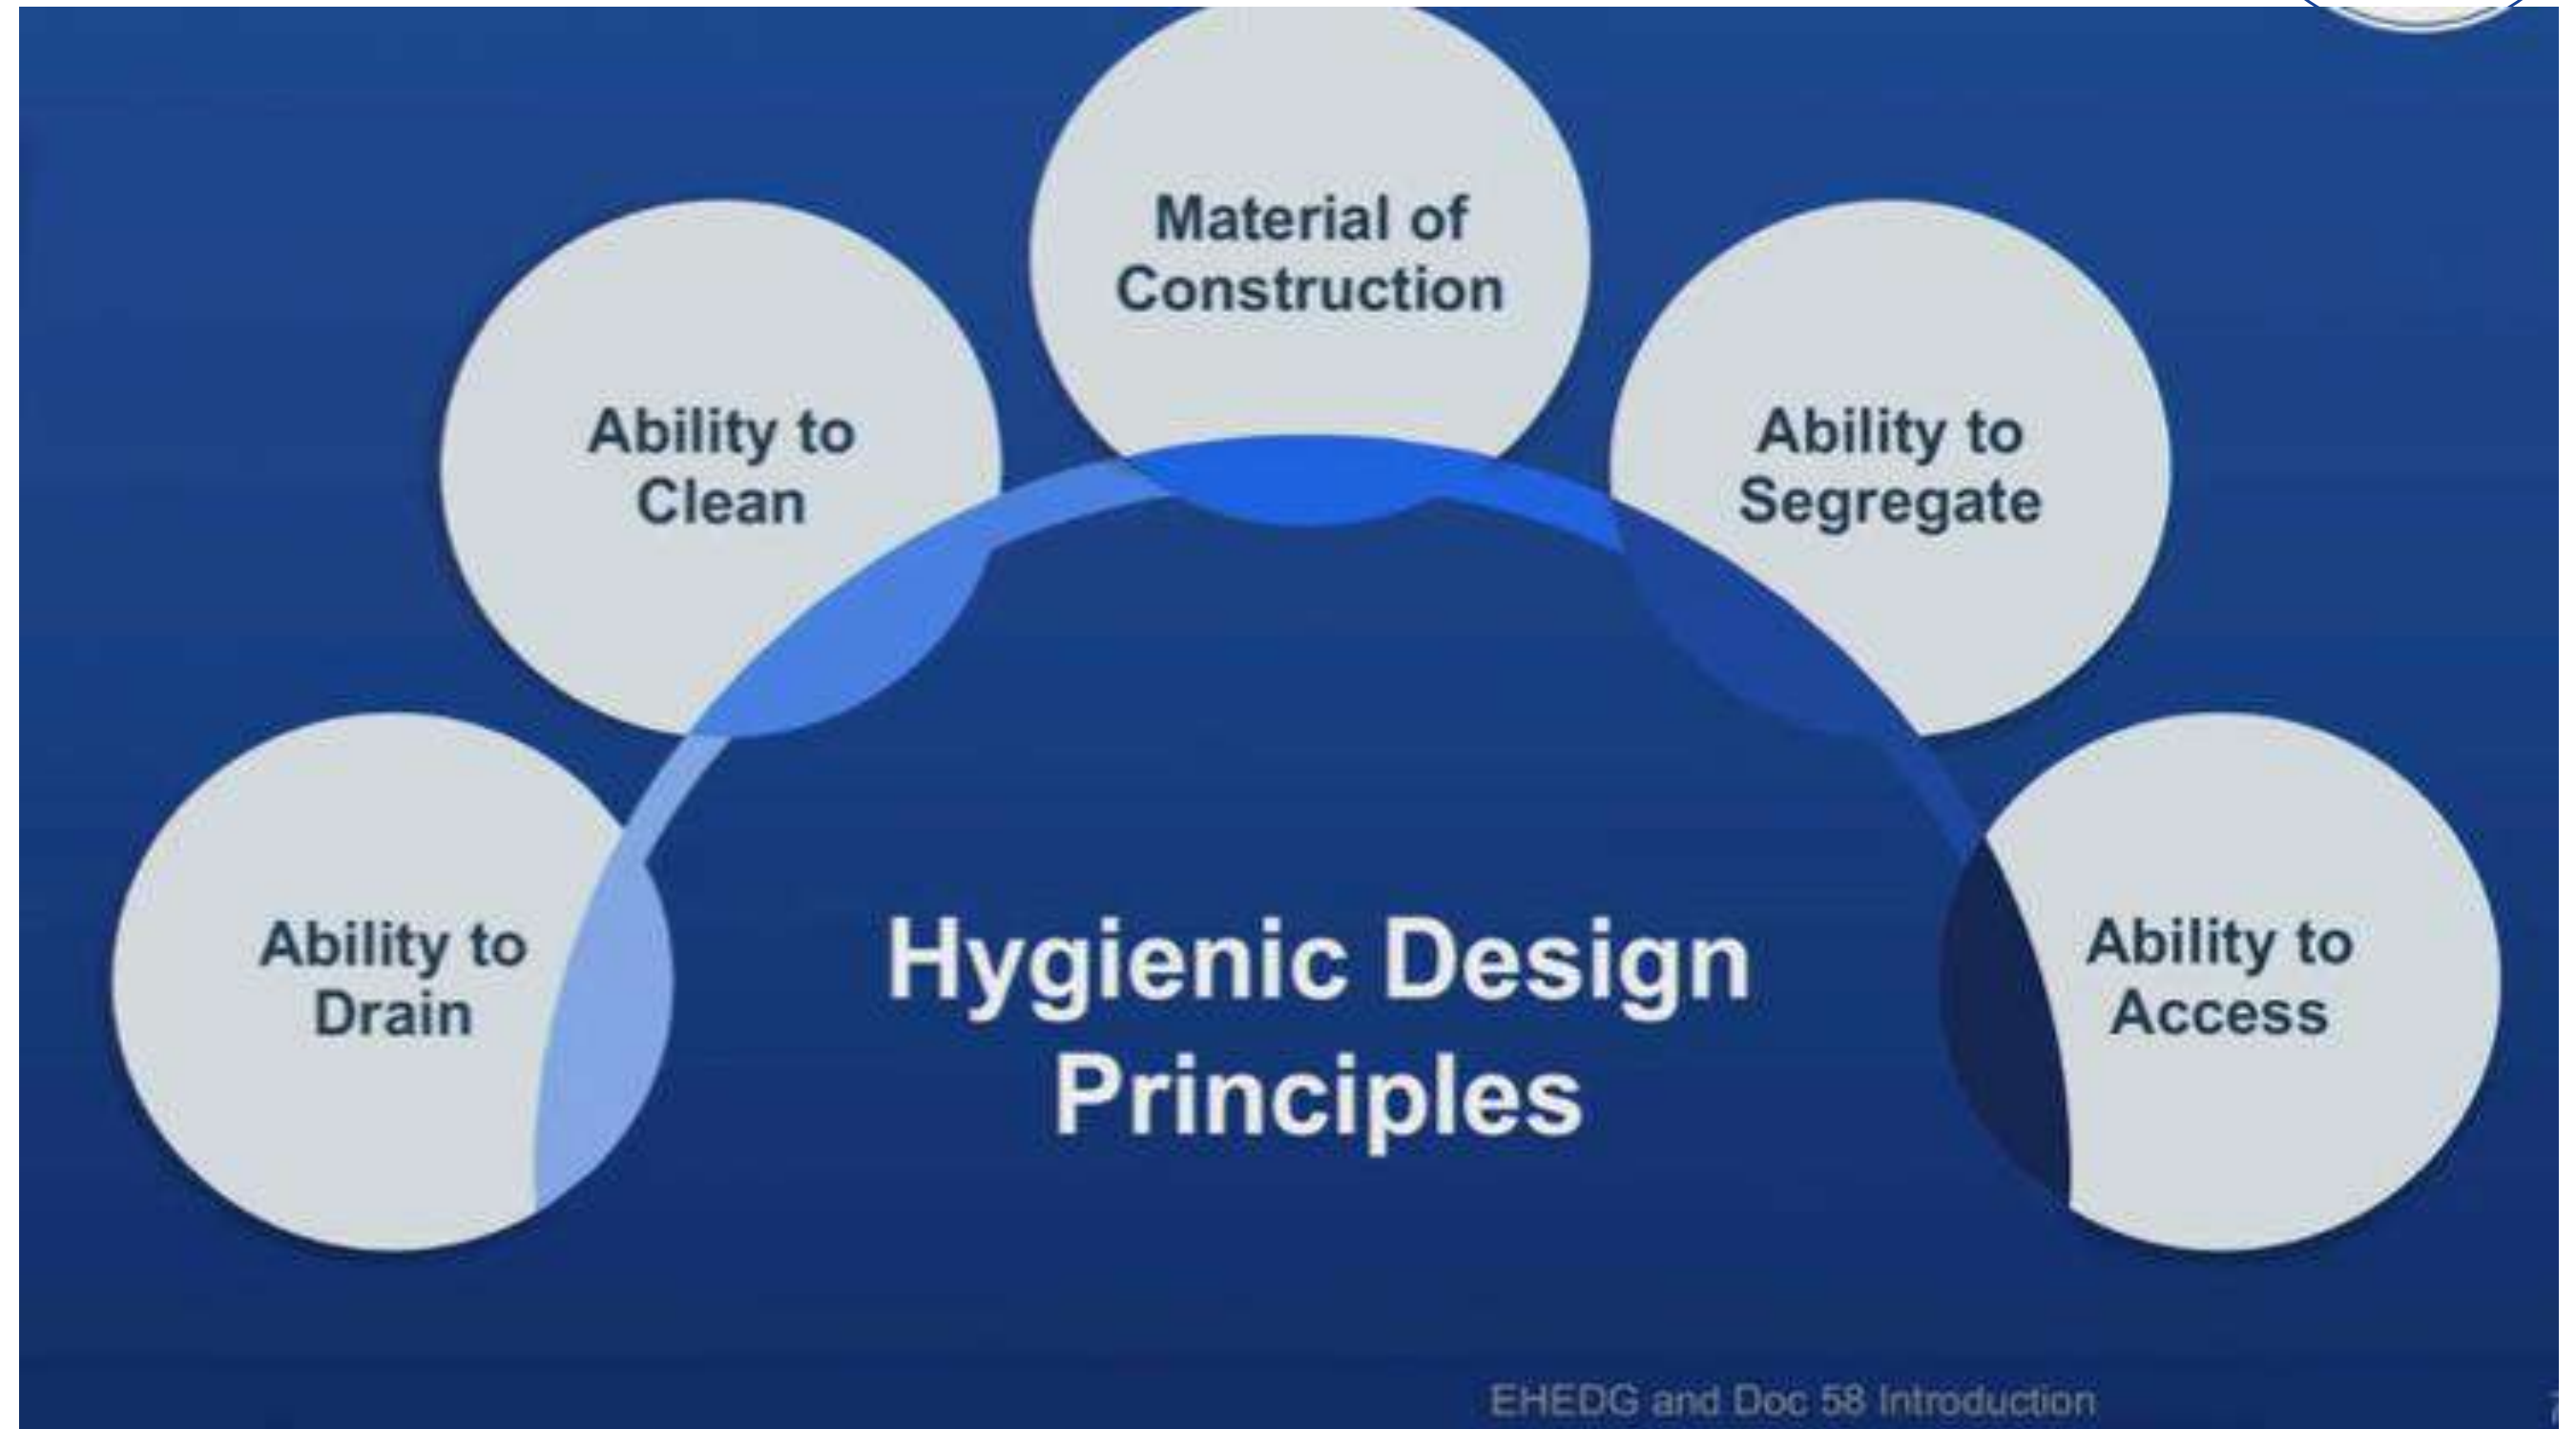 Material of
Construction
Ability to
Clean
Ability to
Segregate
Ability to
Drain
Ability to
Access
Hygienic Design
Principles
EHEDG and Doc 58 Introduction